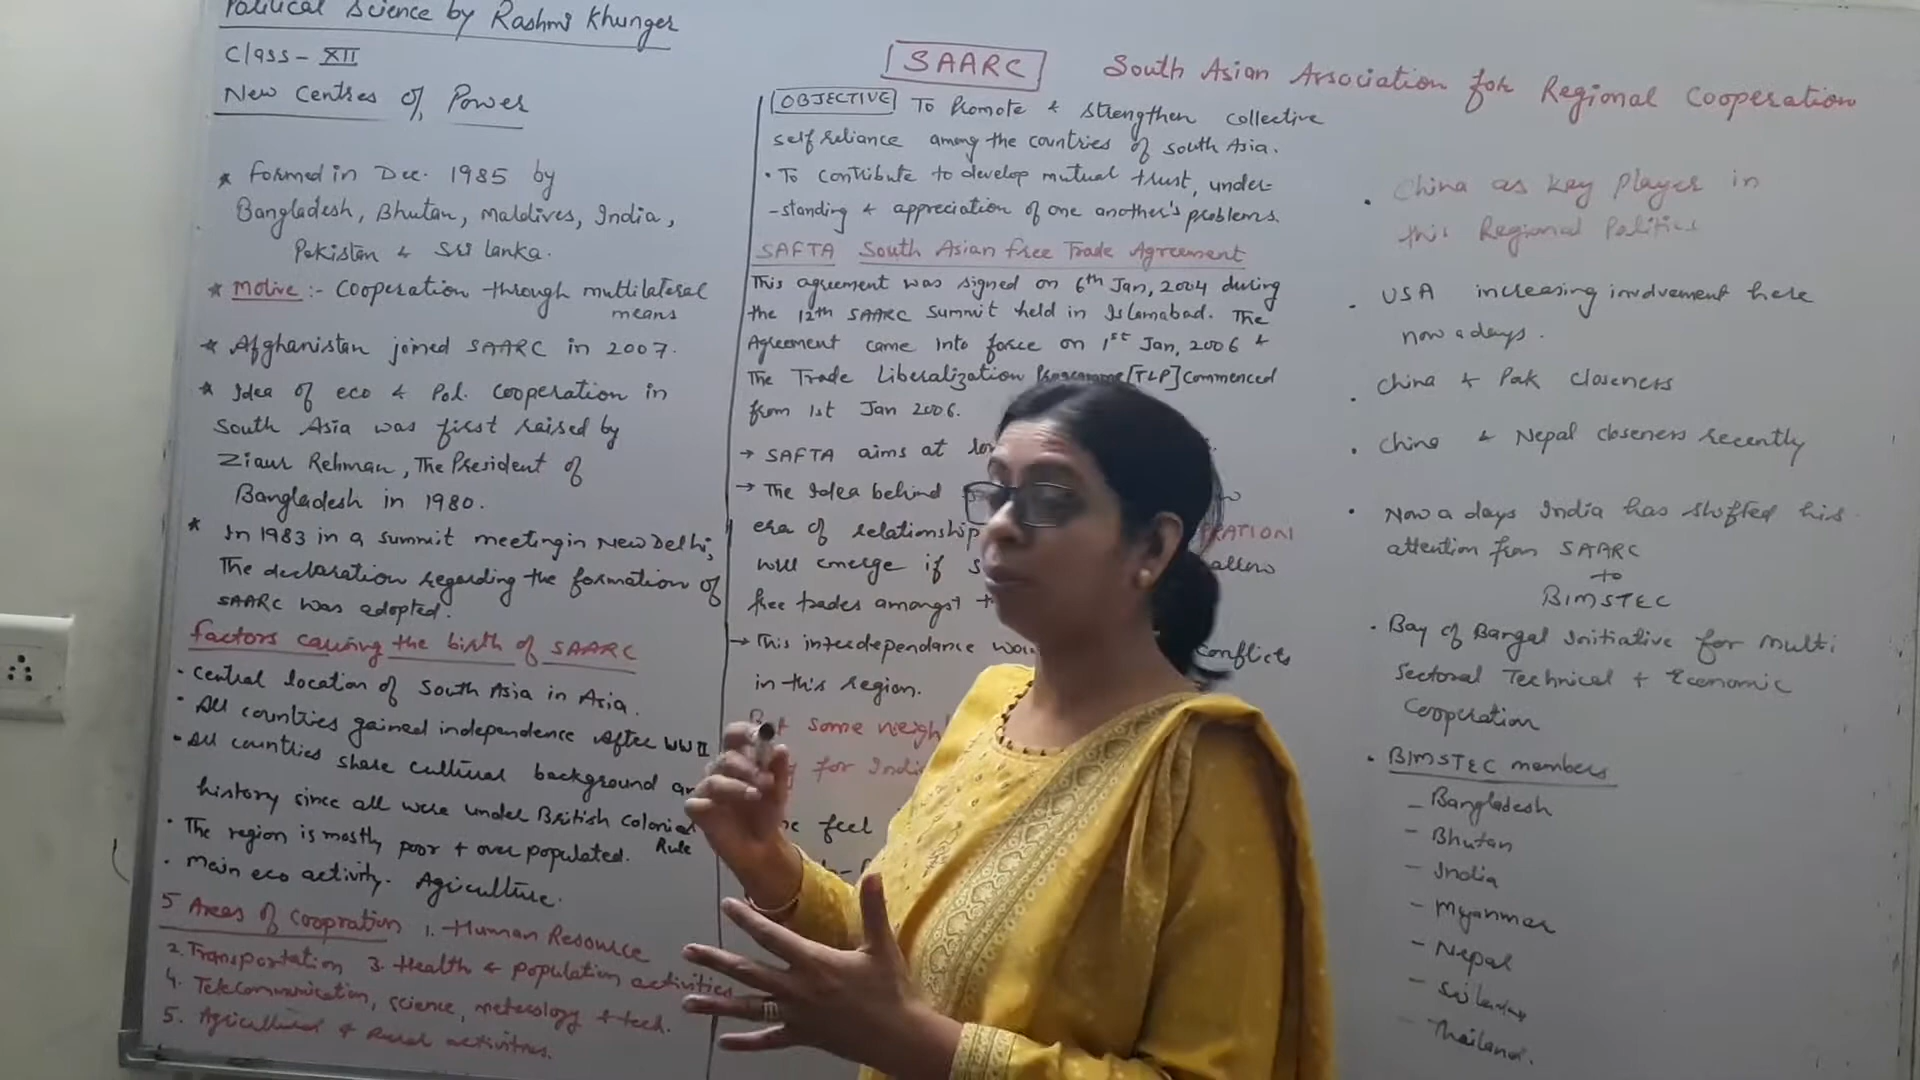 Political Science by Rashmi Khunger
Class - XII
New Centres of Power
SAARC South Asian Association for Regional Cooperation
* Formed in Dec. 1985 by
Bangladesh, Bhutan, Maldives, India,
Pakistan & Sri lanka.
* Motive :- Cooperation through multilateral
means
* Afghanistan joined SAARC in 2007.
* Idea of eco & Pol. Cooperation in
South Asia was first raised by
Ziaur Rehman, The President of
Bangladesh in 1980.
* In 1983 in a summit meeting in New Delhi,
The declaration regarding the formation of
SAARC was adopted.
Factors causing the birth of SAARC
• Central location of South Asia in Asia.
• All countries gained independence After WW II
• All countries share cultural background an
history since all were under British Colonial
Rule
• The region is mostly poor + over populated.
• Main eco activity. Agriculture.
5 Areas of Coopration 1. Human Resource
2. Transportation 3. Health & population activities
4. Telecommunication, science, meteology + tech.
5. Agricultural & Rural activities.
OBJECTIVE To Promote & strengthen collective
self reliance among the countries of South Asia.
• To contribute to develop mutual trust, under=
-standing & appreciation of one another's problems.
SAFTA South Asian free Trade Agreement
This agreement was signed on 6th Jan, 2004 during
the 12th SAARC Summit held in Islamabad. The
Agreement came into force on 1st Jan, 2006 &
The Trade Liberalization Programme [TLP] commenced
from 1st Jan 2006.
→ SAFTA aims at
→ The Idea behind
era of relationship PRATION
will emerge if allow
free trades amongst
→ This interdependance conflicts
in this region.
some
for
feel
• China as key Player in
this Regional Politics
• USA increasing involvement here
now a days.
• China & Pak closeness
• China & Nepal closeness recently
• Now a days India has shifted his
attention from SAARC
to
BIMSTEC
• Bay of Bangal Initiative for Multi
Sectoral Technical + Economic
Cooperation
• BIMSTEC members
- Bangladesh
- Bhutan
- India
- Myanmar
- Nepal
- Sri lanka
- Thailand.